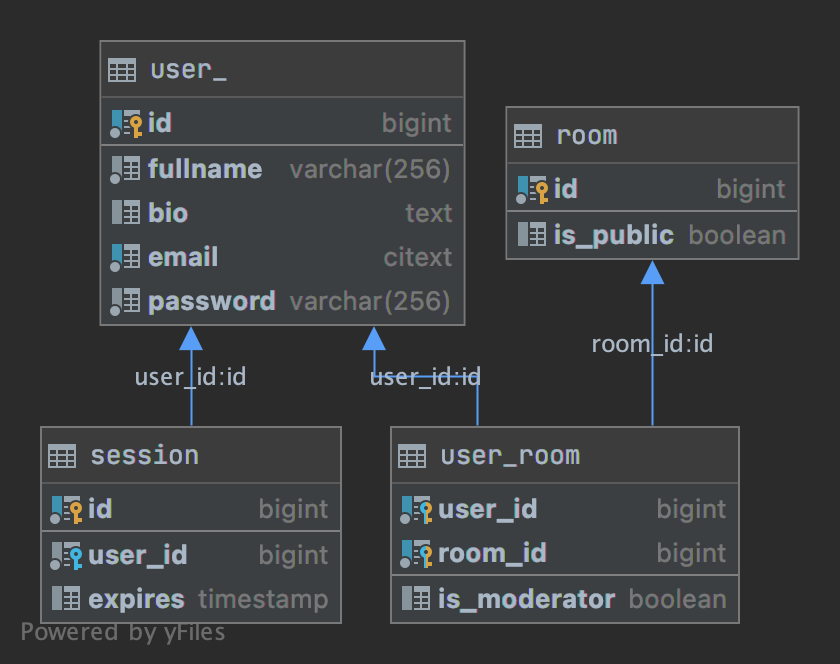 user_
id bigint
fullname varchar(256)
bio text
email citext
password varchar(256)
room
id bigint
is_public boolean
room_id:id
user_id:id
user_id:id
session
id bigint
user_id bigint
expires timestamp
user_room
user_id bigint
room_id bigint
is_moderator boolean
Powered by yFiles